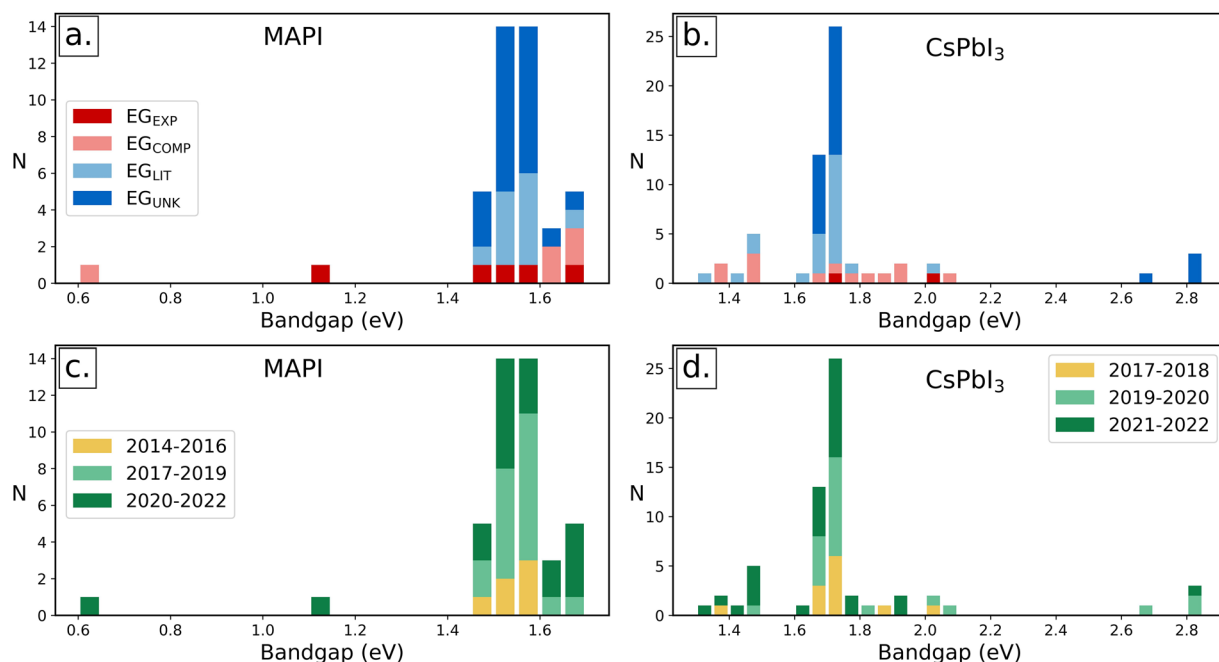 a.
MAPI
14
12
10
8
6
4
2
0
N
EG_EXP
EG_COMP
EG_LIT
EG_UNK
0.6 0.8 1.0 1.2 1.4 1.6
Bandgap (eV)
b.
CsPbI₃
25
20
15
10
5
0
N
1.4 1.6 1.8 2.0 2.2 2.4 2.6 2.8
Bandgap (eV)
c.
MAPI
14
12
10
8
6
4
2
0
N
2014-2016
2017-2019
2020-2022
0.6 0.8 1.0 1.2 1.4 1.6
Bandgap (eV)
d.
CsPbI₃
25
20
15
10
5
0
N
2017-2018
2019-2020
2021-2022
1.4 1.6 1.8 2.0 2.2 2.4 2.6 2.8
Bandgap (eV)